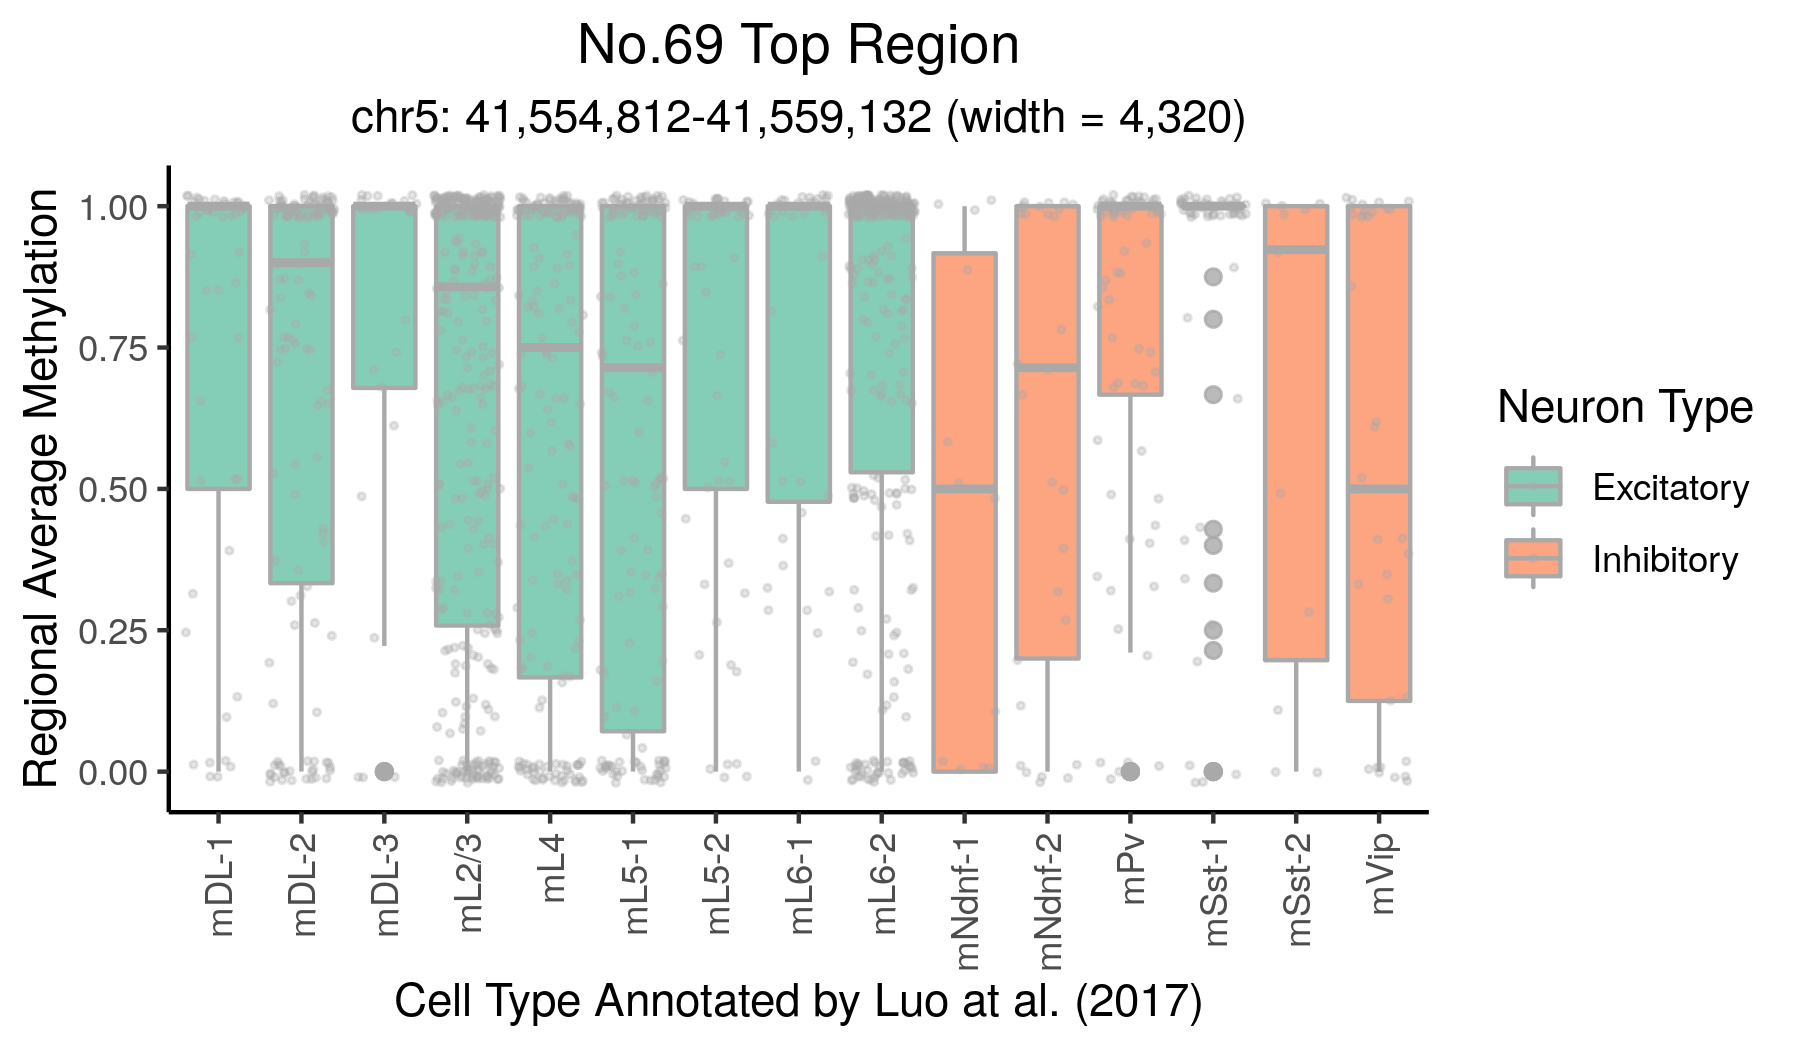 No.69 Top Region
chr5: 41,554,812-41,559,132 (width = 4,320)
Regional Average Methylation
1.00
0.75
0.50
0.25
0.00
mDL-1
mDL-2
mDL-3
mL2/3
mL4
mL5-1
mL5-2
mL6-1
mL6-2
mNdnf-1
mNdnf-2
mPv
mSst-1
mSst-2
mVip
Cell Type Annotated by Luo at al. (2017)
Neuron Type
Excitatory
Inhibitory